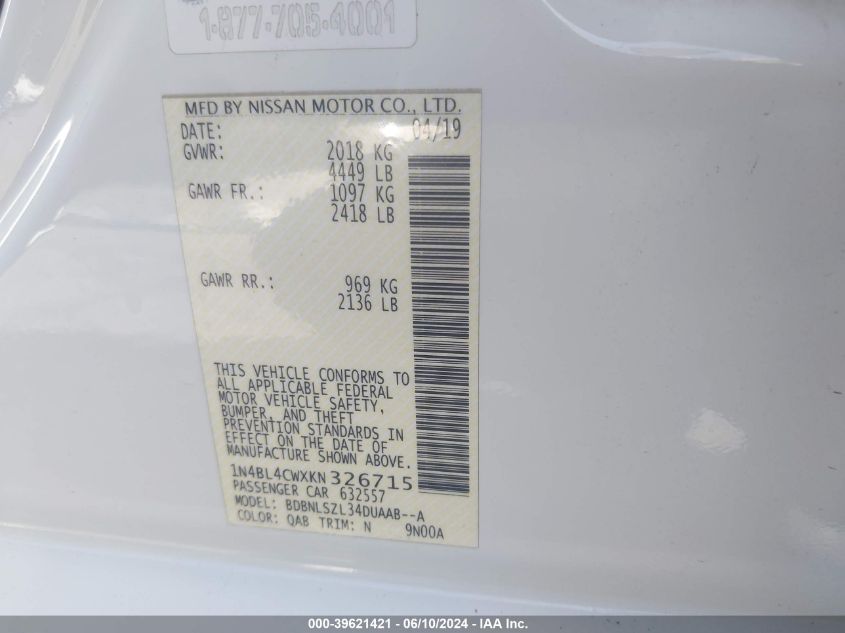 1-877-705-4001
MFD BY NISSAN MOTOR CO., LTD.
DATE: 04/19
GVWR: 2018 KG
4449 LB
GAWR FR.: 1097 KG
2418 LB
GAWR RR.: 969 KG
2136 LB
THIS VEHICLE CONFORMS TO
ALL APPLICABLE FEDERAL
MOTOR VEHICLE SAFETY,
BUMPER, AND THEFT
PREVENTION STANDARDS IN
EFFECT ON THE DATE OF
MANUFACTURE SHOWN ABOVE.
1N4BL4CWXKN326715
PASSENGER CAR 632557
MODEL: BDBNLSZL34DUAAB--A
COLOR: QAB TRIM: N 9N00A
000-39621421 - 06/10/2024 - IAA Inc.